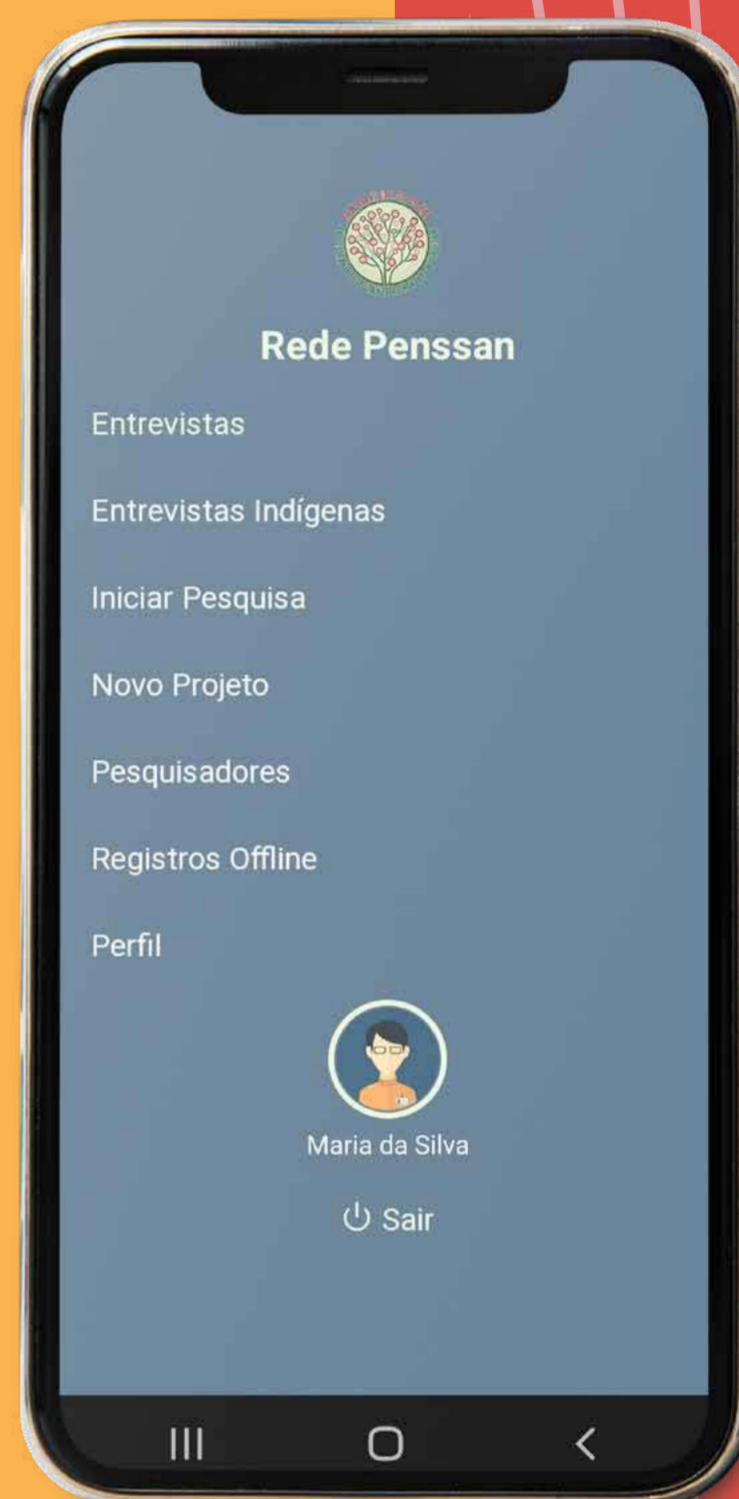 Rede Penssan
Entrevistas
Entrevistas Indígenas
Iniciar Pesquisa
Novo Projeto
Pesquisadores
Registros Offline
Perfil
Maria da Silva
Sair